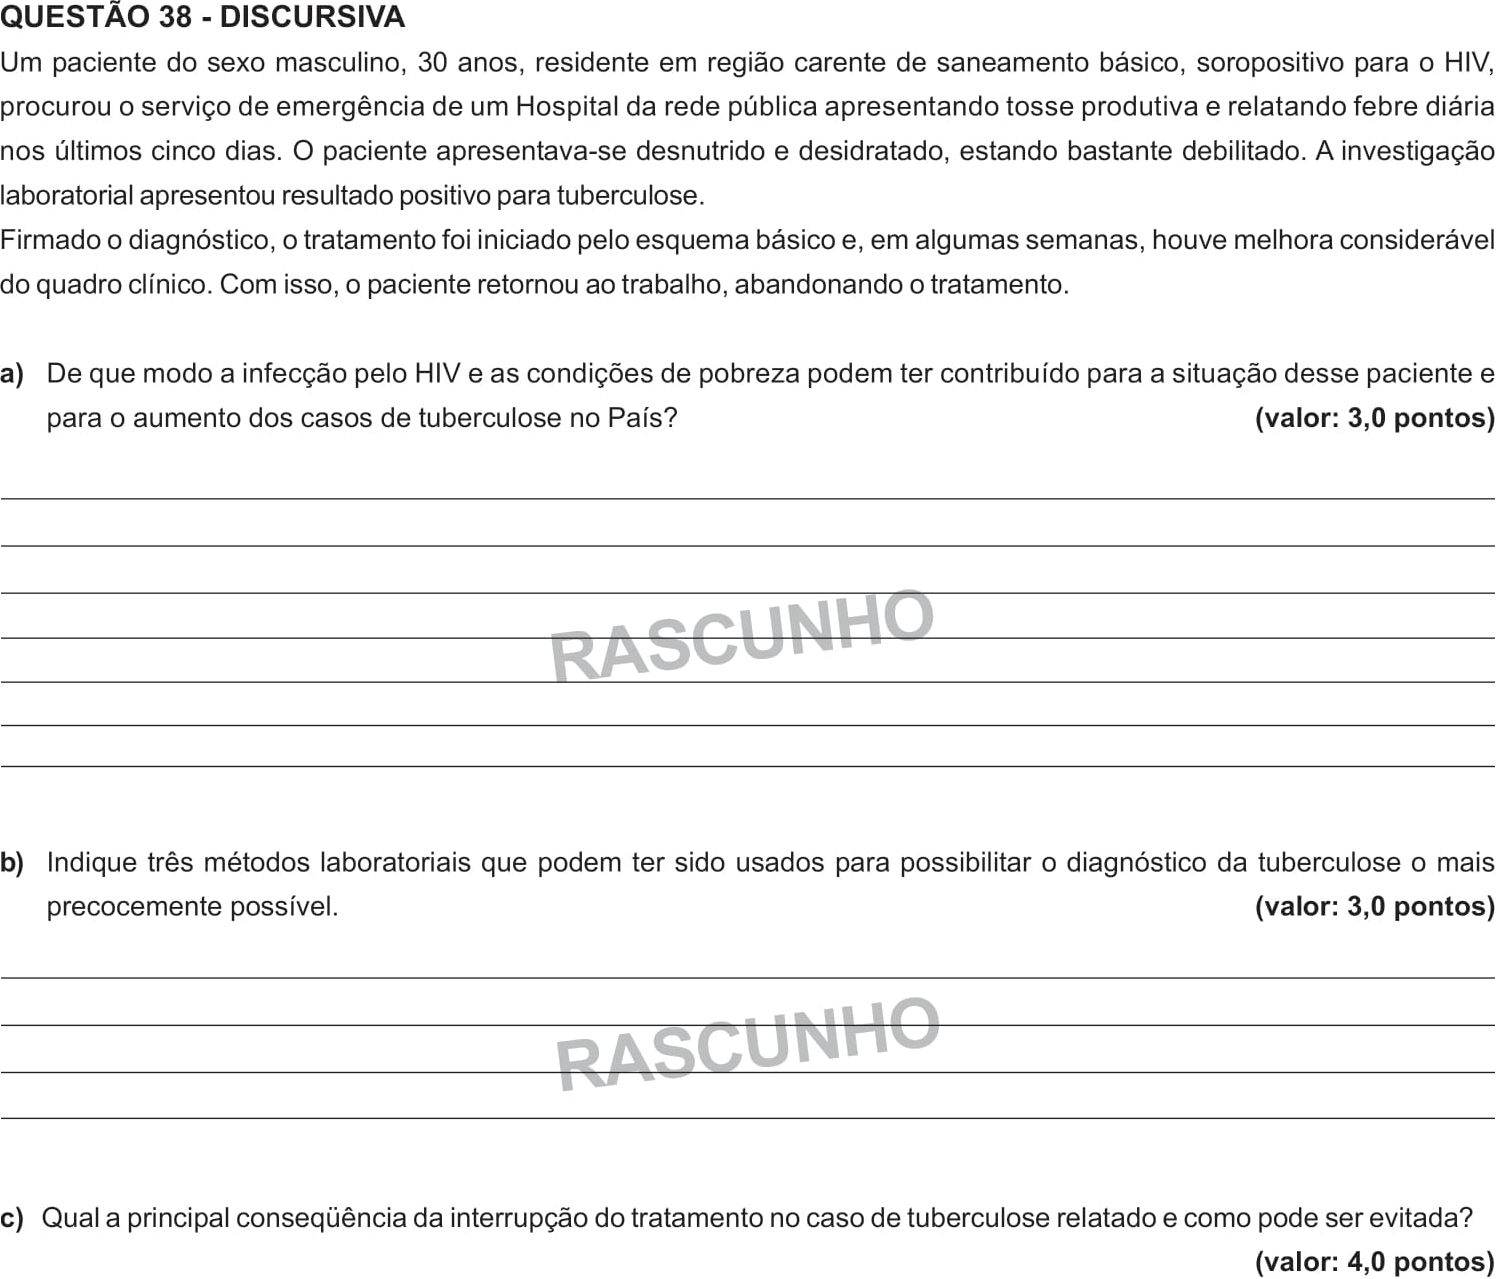 QUESTÃO 38 - DISCURSIVA
Um paciente do sexo masculino, 30 anos, residente em região carente de saneamento básico, soropositivo para o HIV,
procurou o serviço de emergência de um Hospital da rede pública apresentando tosse produtiva e relatando febre diária
nos últimos cinco dias. O paciente apresentava-se desnutrido e desidratado, estando bastante debilitado. A investigação
laboratorial apresentou resultado positivo para tuberculose.
Firmado o diagnóstico, o tratamento foi iniciado pelo esquema básico e, em algumas semanas, houve melhora considerável
do quadro clínico. Com isso, o paciente retornou ao trabalho, abandonando o tratamento.
a) De que modo a infecção pelo HIV e as condições de pobreza podem ter contribuído para a situação desse paciente e
para o aumento dos casos de tuberculose no País? (valor: 3,0 pontos)
RASCUNHO
b) Indique três métodos laboratoriais que podem ter sido usados para possibilitar o diagnóstico da tuberculose o mais
precocemente possível. (valor: 3,0 pontos)
RASCUNHO
c) Qual a principal conseqüência da interrupção do tratamento no caso de tuberculose relatado e como pode ser evitada?
(valor: 4,0 pontos)